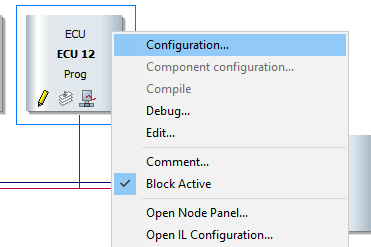 ECU
ECU 12
Prog
Configuration...
Component configuration...
Compile
Debug...
Edit...
Comment...
Block Active
Open Node Panel...
Open IL Configuration...